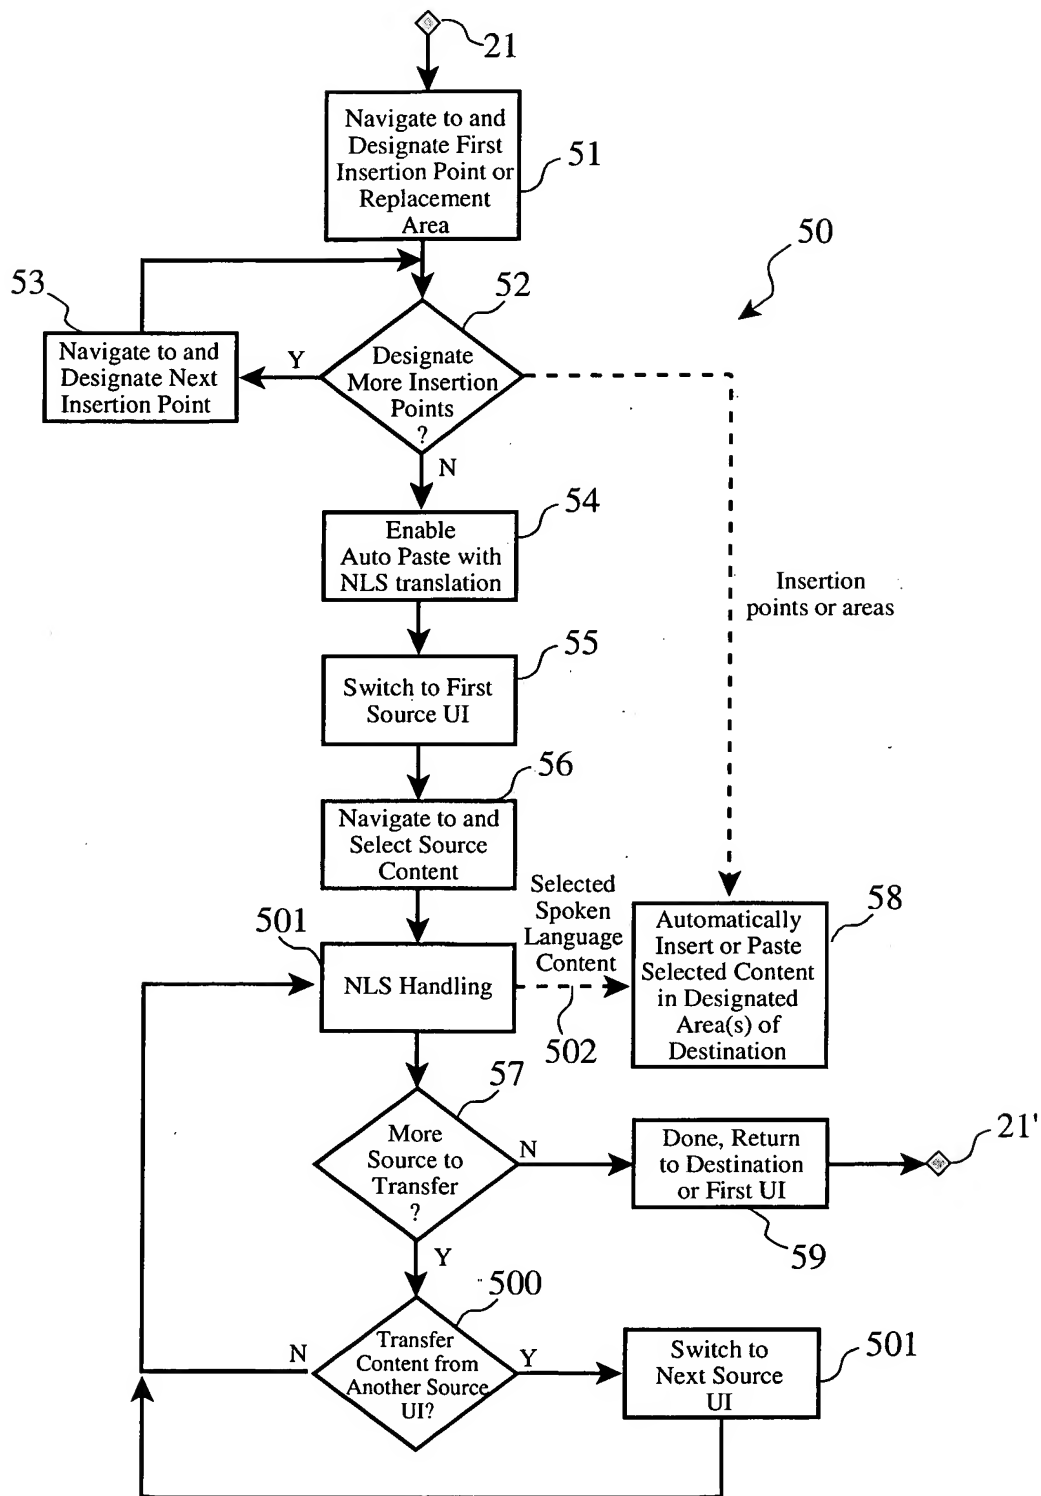 21
Navigate to and
Designate First
Insertion Point or
Replacement
Area
51
50
53
52
Navigate to and
Designate Next
Insertion Point
Y
Designate
More Insertion
Points
?
N
54
Enable
Auto Paste with
NLS translation
Insertion
points or areas
55
Switch to First
Source UI
56
Navigate to and
Select Source
Content
Selected
Spoken
Language
Content
58
501
NLS Handling
502
Automatically
Insert or Paste
Selected Content
in Designated
Area(s) of
Destination
57
More
Source to
Transfer
?
N
Done, Return
to Destination
or First UI
21'
59
Y
500
N
Transfer
Content from
Another Source
UI?
Y
Switch to
Next Source
UI
501